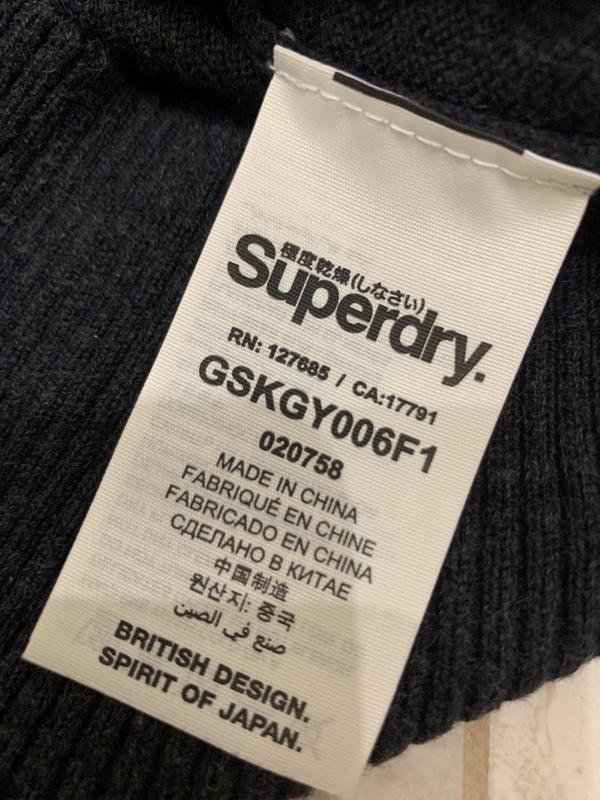 極度乾燥(しなさい)
Superdry.
RN: 127685 / CA:17791
GSKGY006F1
020758
MADE IN CHINA
FABRIQUÉ EN CHINE
FABRICADO EN CHINA
СДЕЛАНО В КИТАЕ
中国制造
원산지: 중국
صنع في الصين
BRITISH DESIGN.
SPIRIT OF JAPAN.